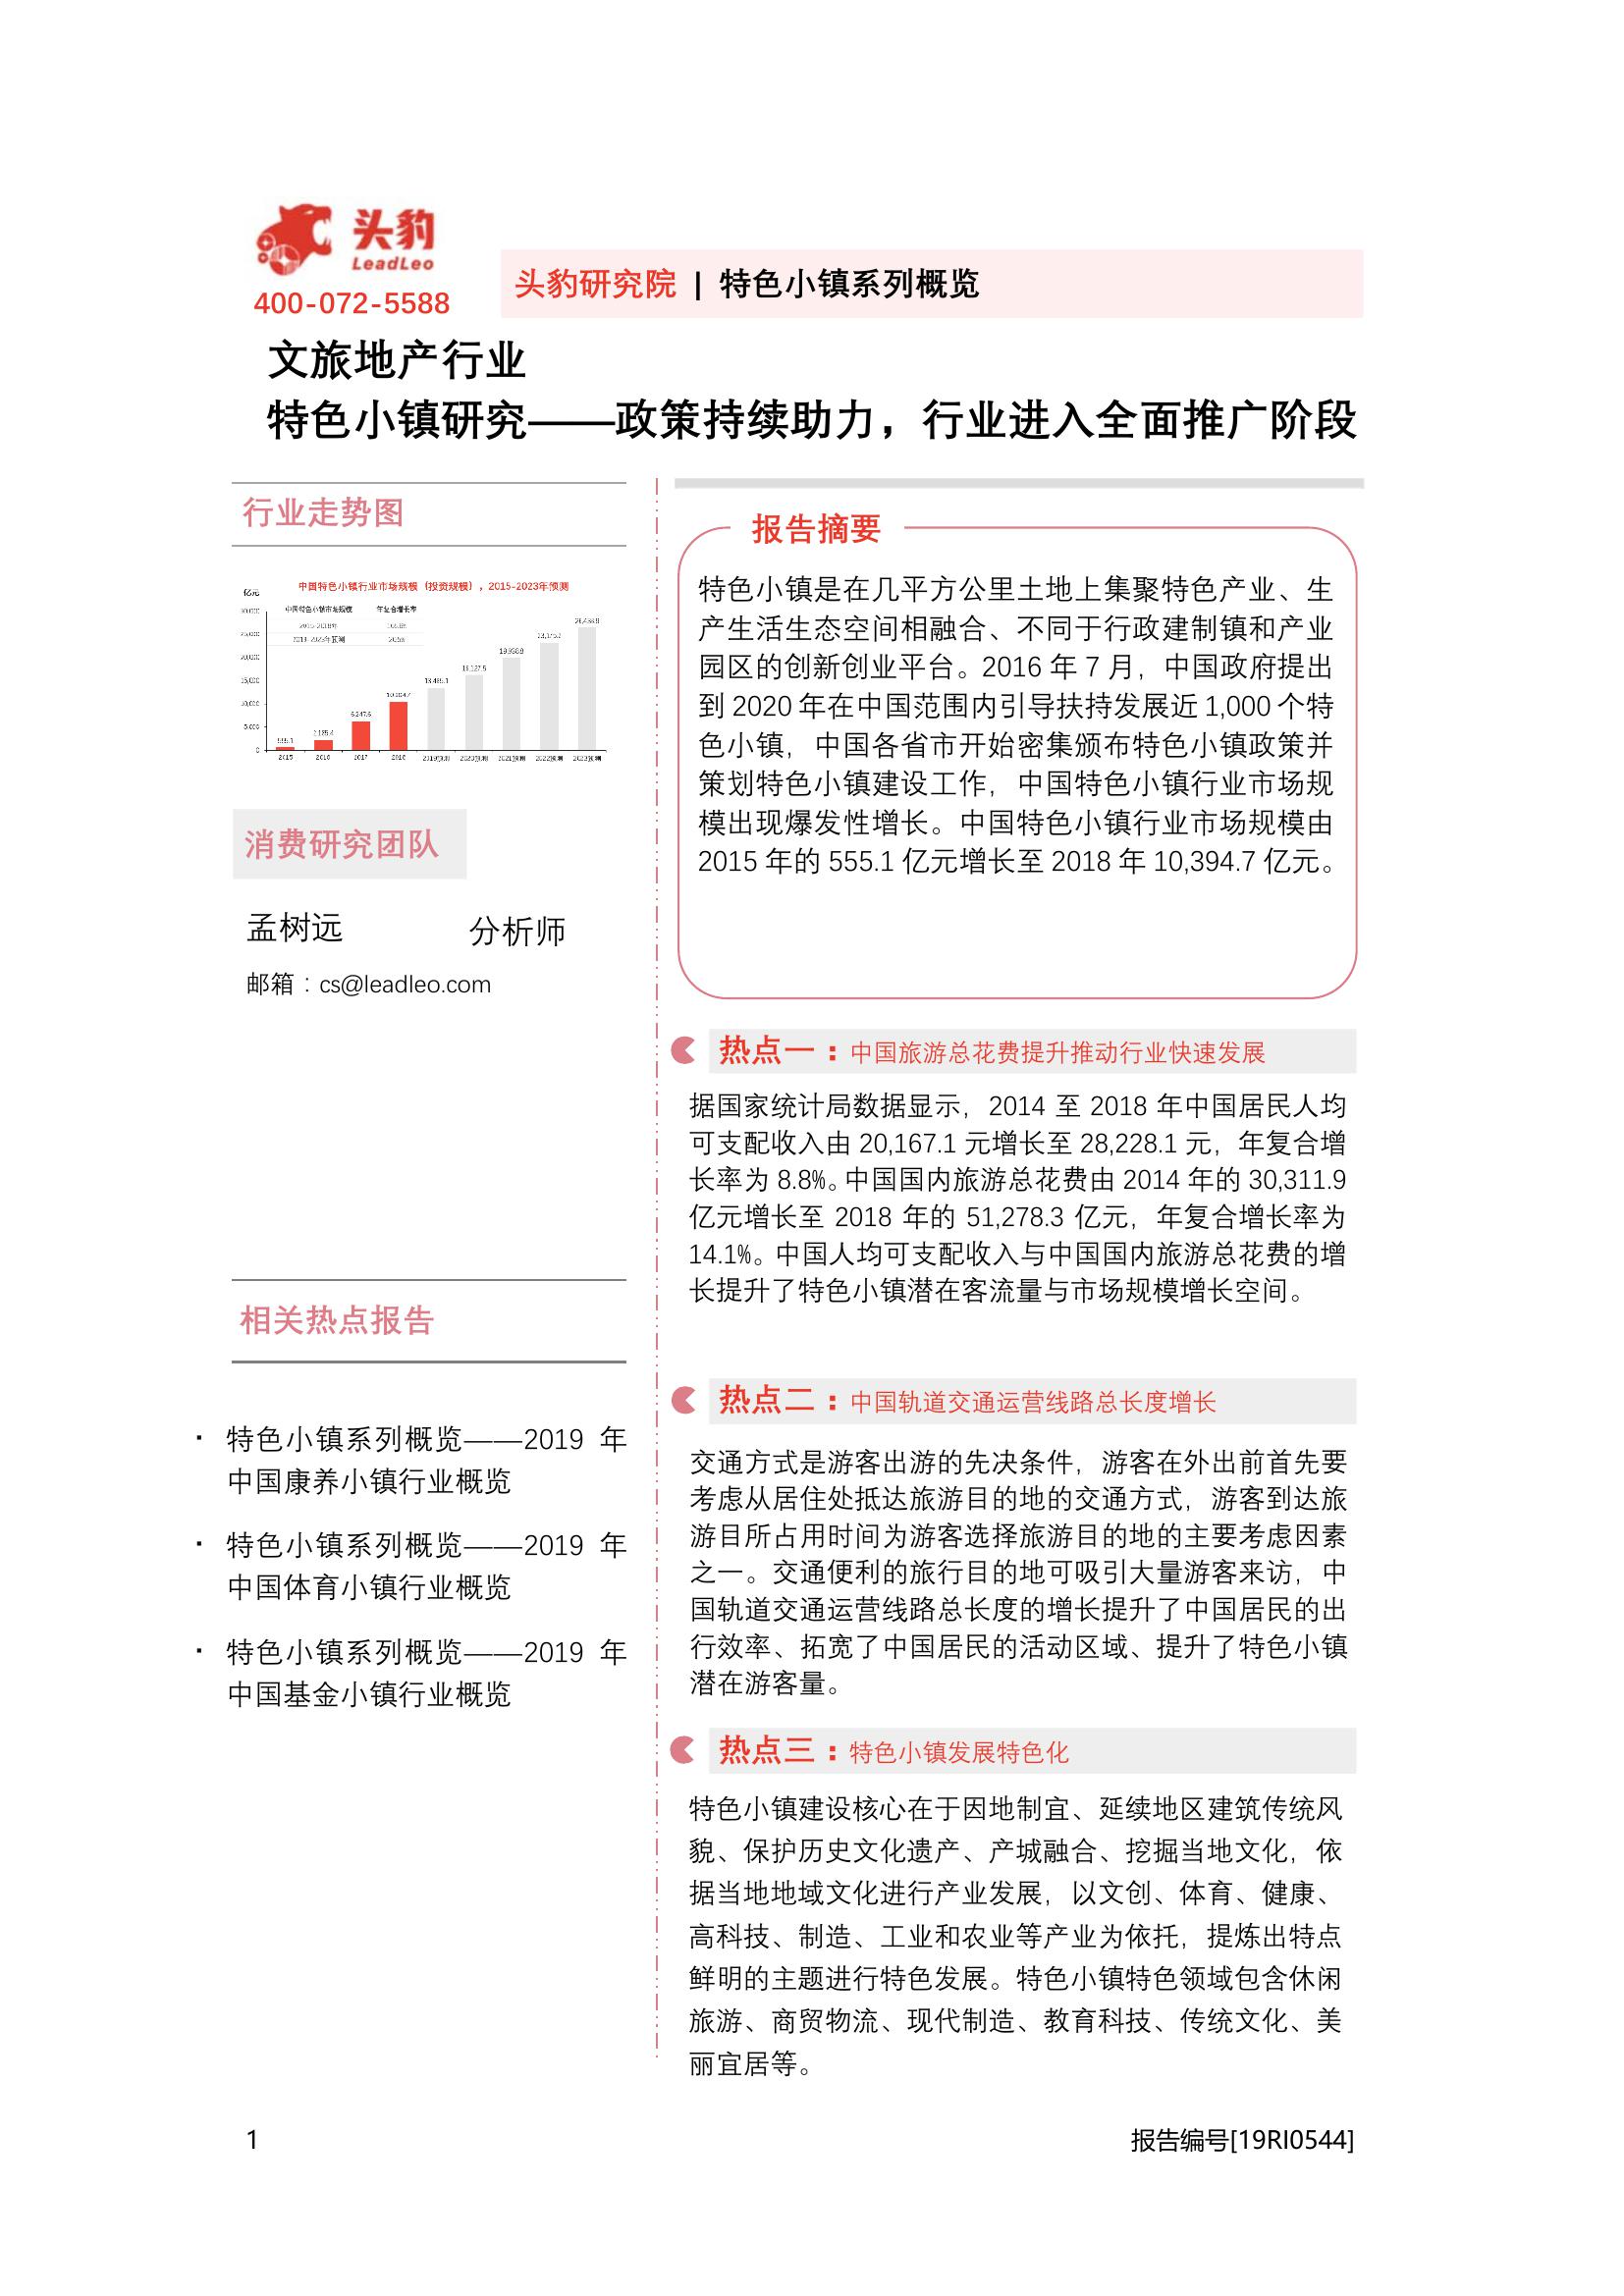 头豹
LeadLeo
400-072-5588
头豹研究院 | 特色小镇系列概览
文旅地产行业
特色小镇研究——政策持续助力，行业进入全面推广阶段
行业走势图
中国特色小镇行业市场规模（投资规模），2015-2023年预测
亿元
中国特色小镇市场规模 年复合增长率
2015-2018年
2018-2023年预测
30,000
25,000
20,000
15,000
10,000
5,000
0
555.1
13,485.1
16,127.5
2015
2016
2017
2018
2019预测
2020预测
2021预测
2022预测
2023预测
消费研究团队
孟树远 分析师
邮箱：cs@leadleo.com
相关热点报告
· 特色小镇系列概览——2019 年
中国康养小镇行业概览
· 特色小镇系列概览——2019 年
中国体育小镇行业概览
· 特色小镇系列概览——2019 年
中国基金小镇行业概览
报告摘要
特色小镇是在几平方公里土地上集聚特色产业、生
产生活生态空间相融合、不同于行政建制镇和产业
园区的创新创业平台。2016 年 7 月，中国政府提出
到 2020 年在中国范围内引导扶持发展近 1,000 个特
色小镇，中国各省市开始密集颁布特色小镇政策并
策划特色小镇建设工作，中国特色小镇行业市场规
模出现爆发性增长。中国特色小镇行业市场规模由
2015 年的 555.1 亿元增长至 2018 年 10,394.7 亿元。
热点一：中国旅游总花费提升推动行业快速发展
据国家统计局数据显示，2014 至 2018 年中国居民人均
可支配收入由 20,167.1 元增长至 28,228.1 元，年复合增
长率为 8.8%。中国国内旅游总花费由 2014 年的 30,311.9
亿元增长至 2018 年的 51,278.3 亿元，年复合增长率为
14.1%。中国人均可支配收入与中国国内旅游总花费的增
长提升了特色小镇潜在客流量与市场规模增长空间。
热点二：中国轨道交通运营线路总长度增长
交通方式是游客出游的先决条件，游客在外出前首先要
考虑从居住处抵达旅游目的地的交通方式，游客到达旅
游目所占用时间为游客选择旅游目的地的主要考虑因素
之一。交通便利的旅行目的地可吸引大量游客来访，中
国轨道交通运营线路总长度的增长提升了中国居民的出
行效率、拓宽了中国居民的活动区域、提升了特色小镇
潜在游客量。
热点三：特色小镇发展特色化
特色小镇建设核心在于因地制宜、延续地区建筑传统风
貌、保护历史文化遗产、产城融合、挖掘当地文化，依
据当地地域文化进行产业发展，以文创、体育、健康、
高科技、制造、工业和农业等产业为依托，提炼出特点
鲜明的主题进行特色发展。特色小镇特色领域包含休闲
旅游、商贸物流、现代制造、教育科技、传统文化、美
丽宜居等。
1
报告编号[19RI0544]